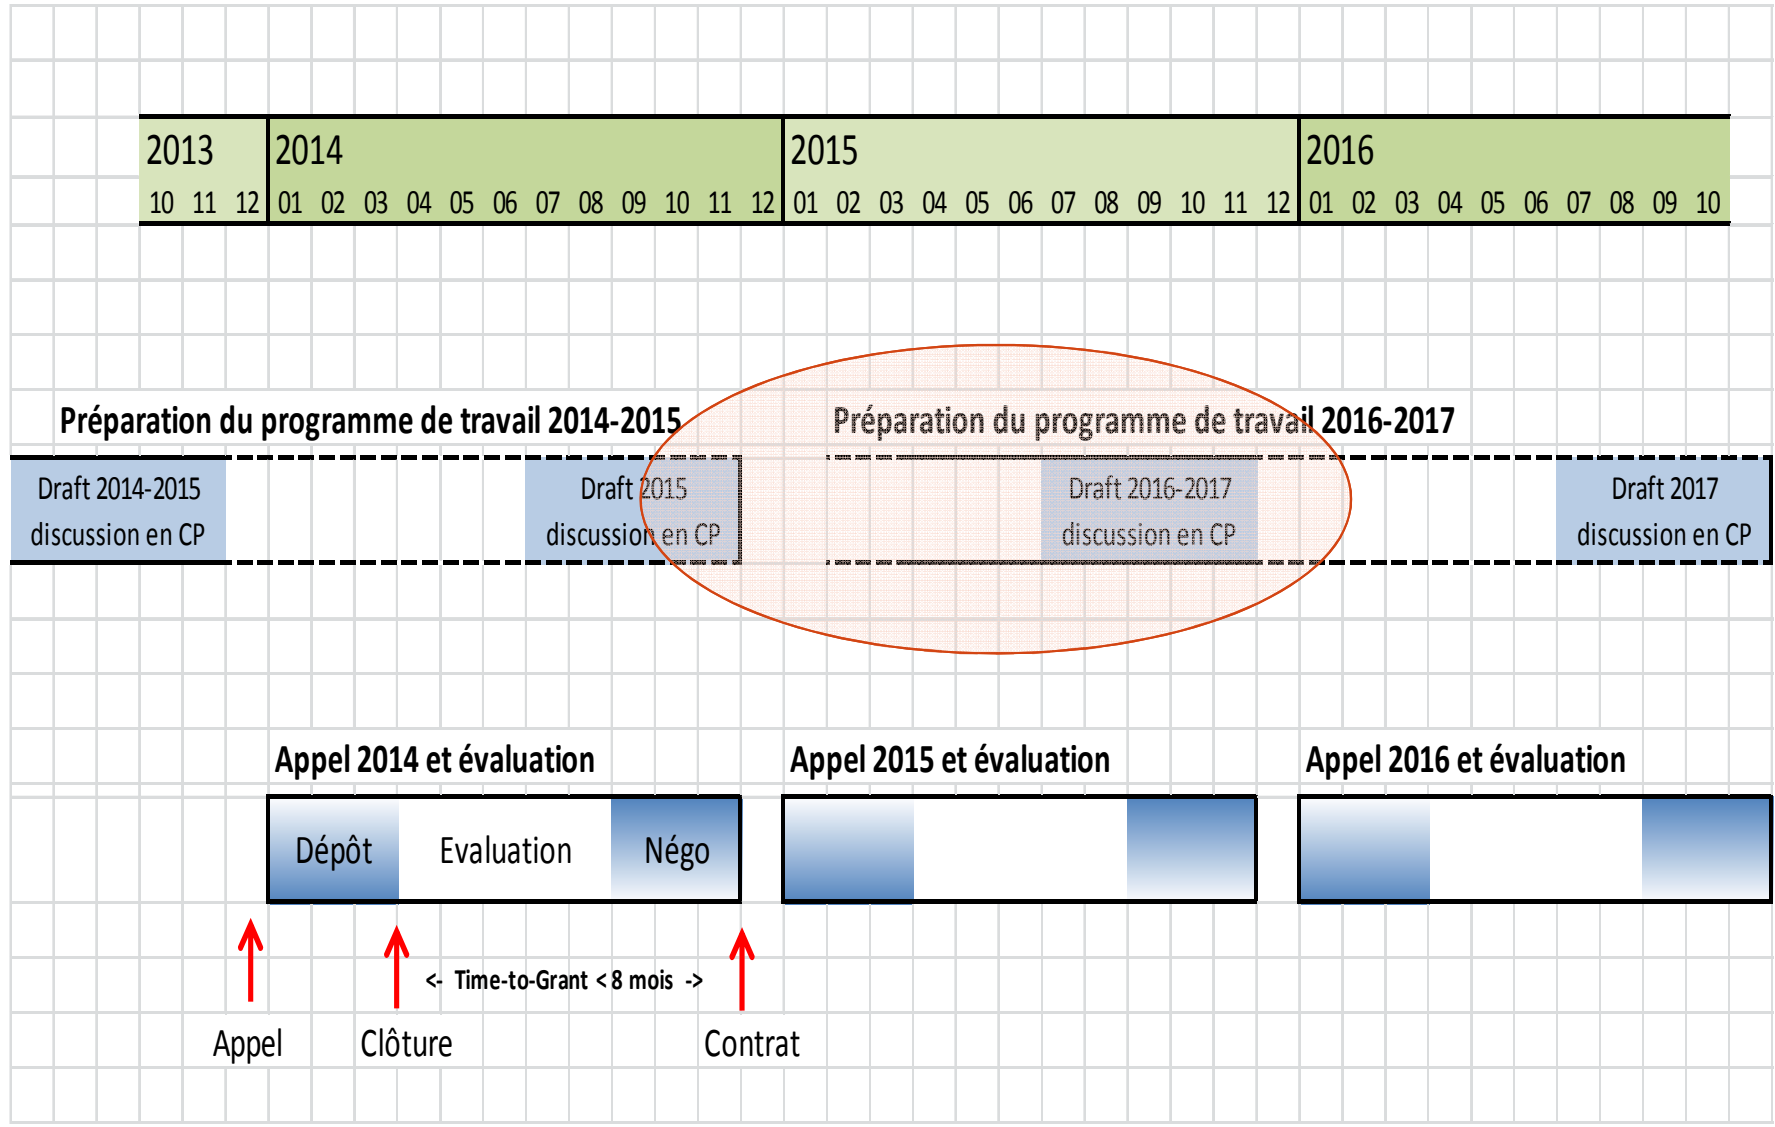 2013 2014 2015 2016
10 11 12 01 02 03 04 05 06 07 08 09 10 11 12 01 02 03 04 05 06 07 08 09 10 11 12 01 02 03 04 05 06 07 08 09 10
Préparation du programme de travail 2014-2015 Préparation du programme de travail 2016-2017
Draft 2014-2015
discussion en CP
Draft 2015
discussion en CP
Draft 2016-2017
discussion en CP
Draft 2017
discussion en CP
Appel 2014 et évaluation Appel 2015 et évaluation Appel 2016 et évaluation
Dépôt Evaluation Négo
<- Time-to-Grant < 8 mois ->
Appel Clôture Contrat